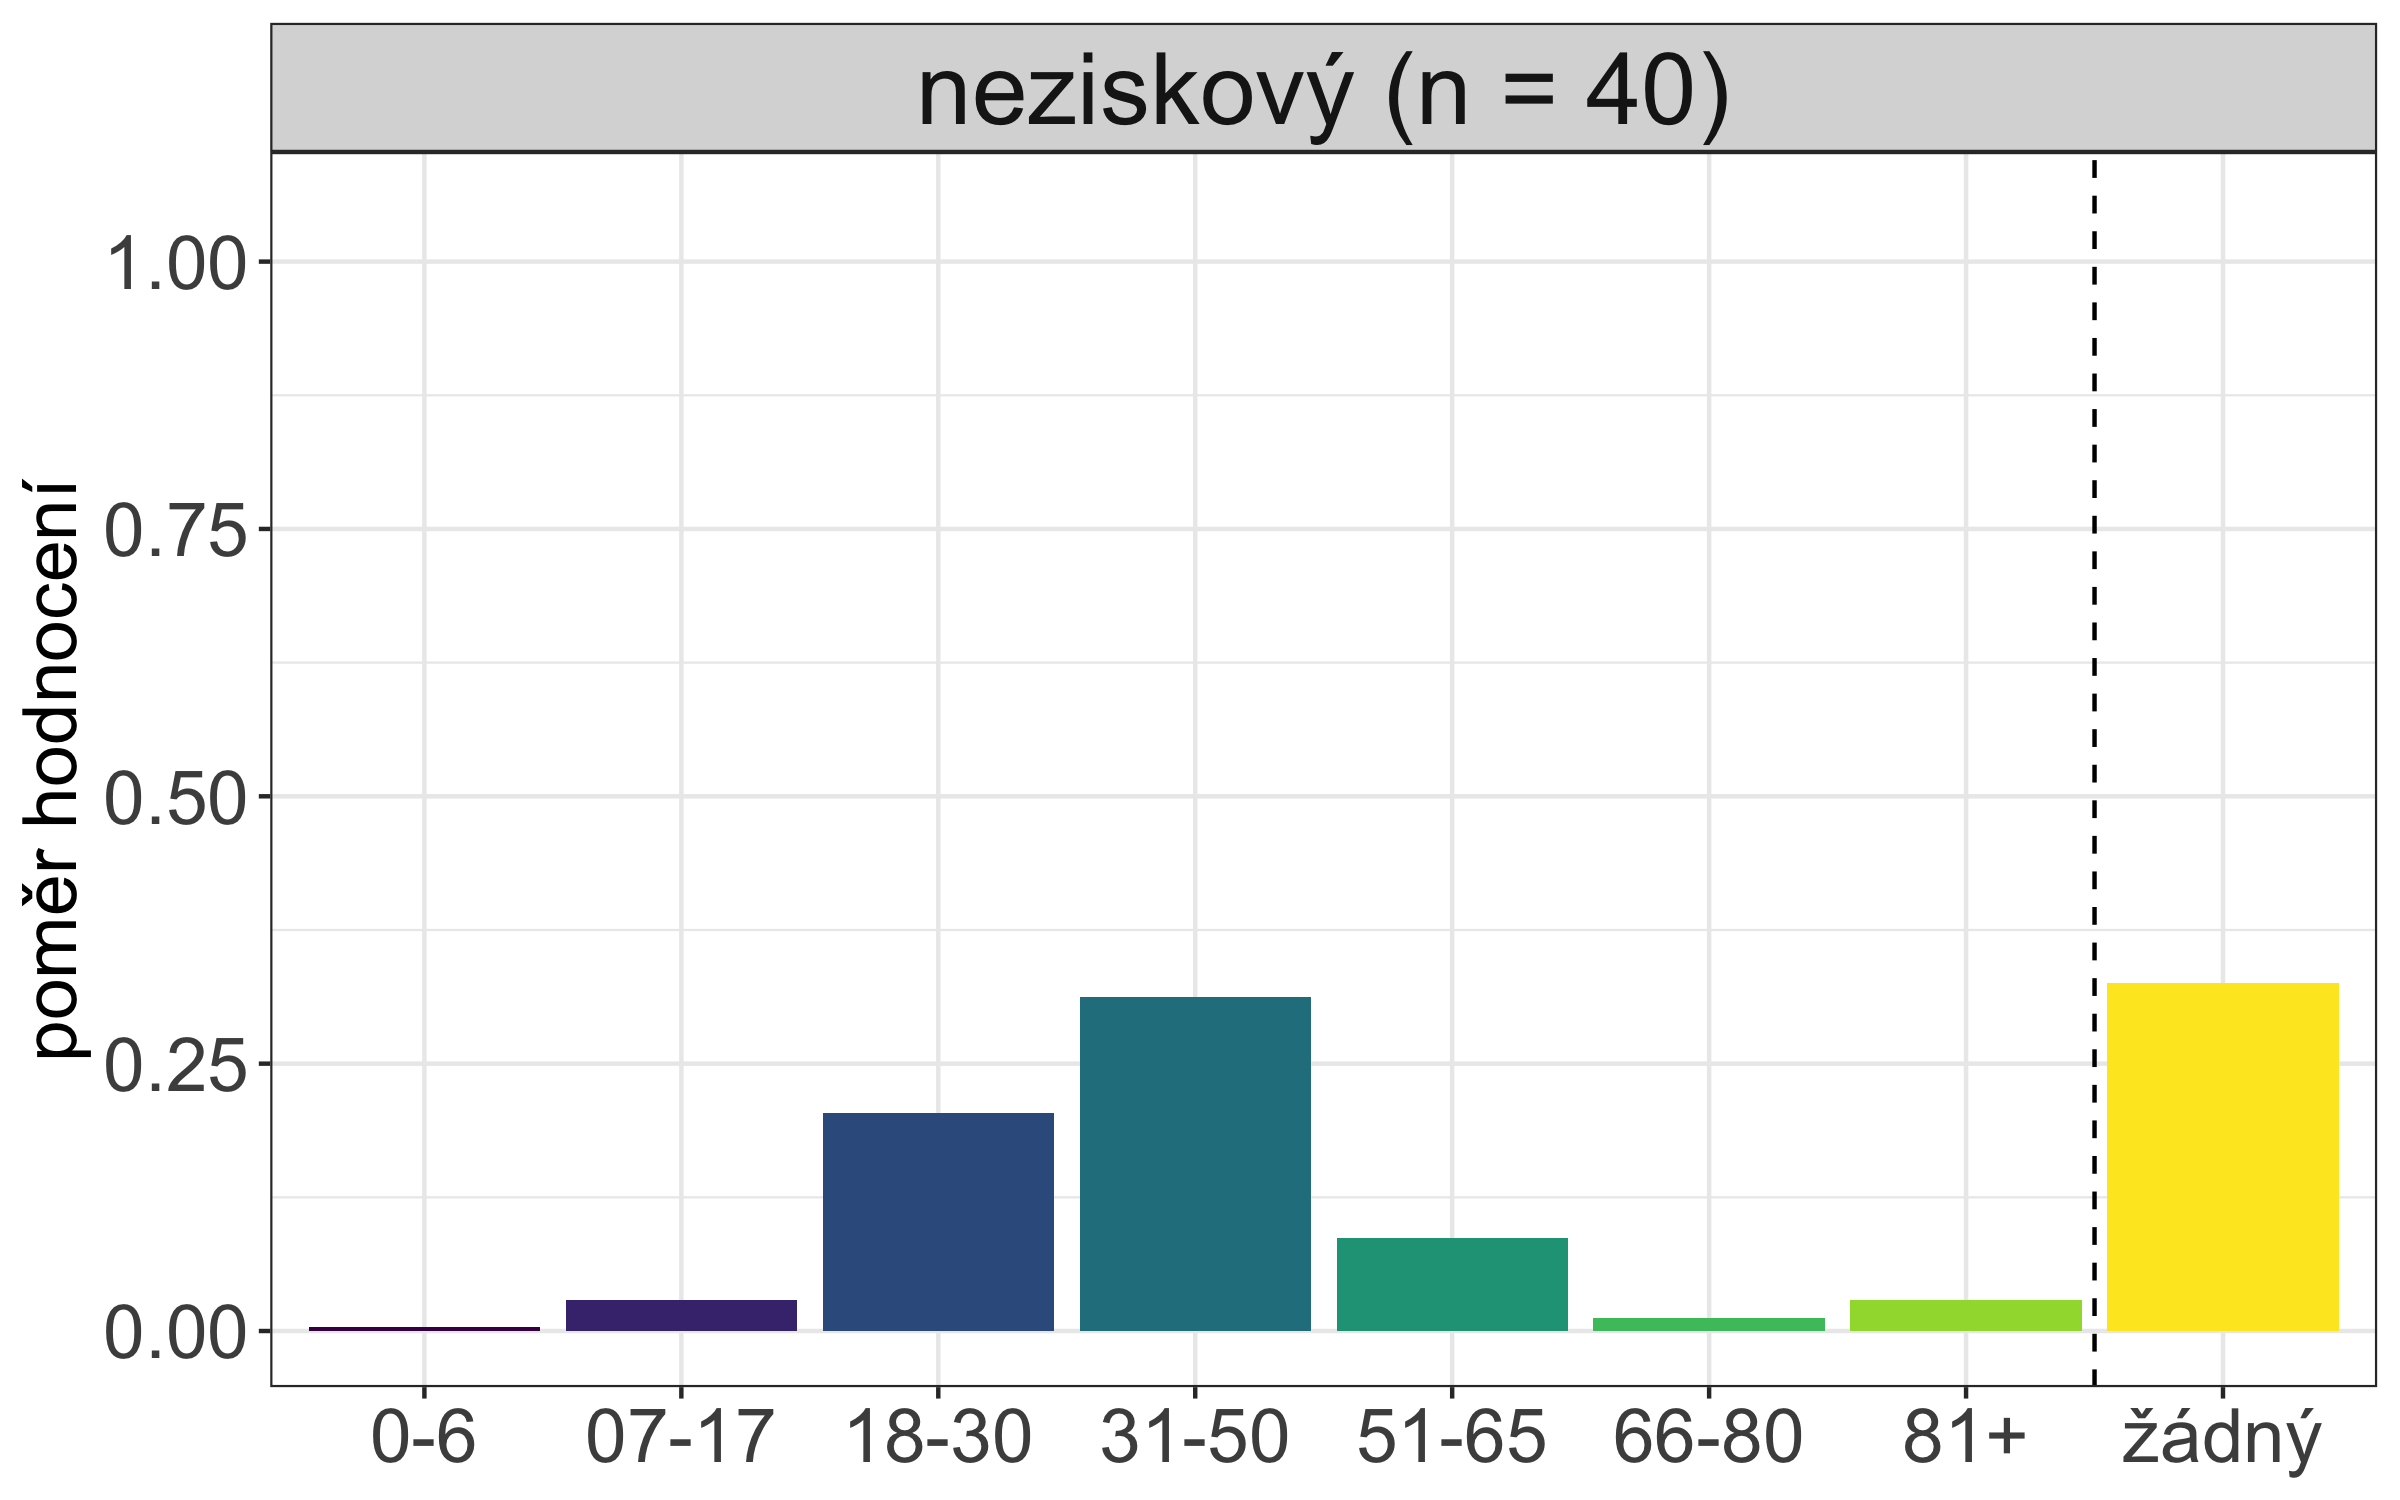 neziskový (n = 40)
poměr hodnocení
1.00
0.75
0.50
0.25
0.00
0-6 07-17 18-30 31-50 51-65 66-80 81+ žádný